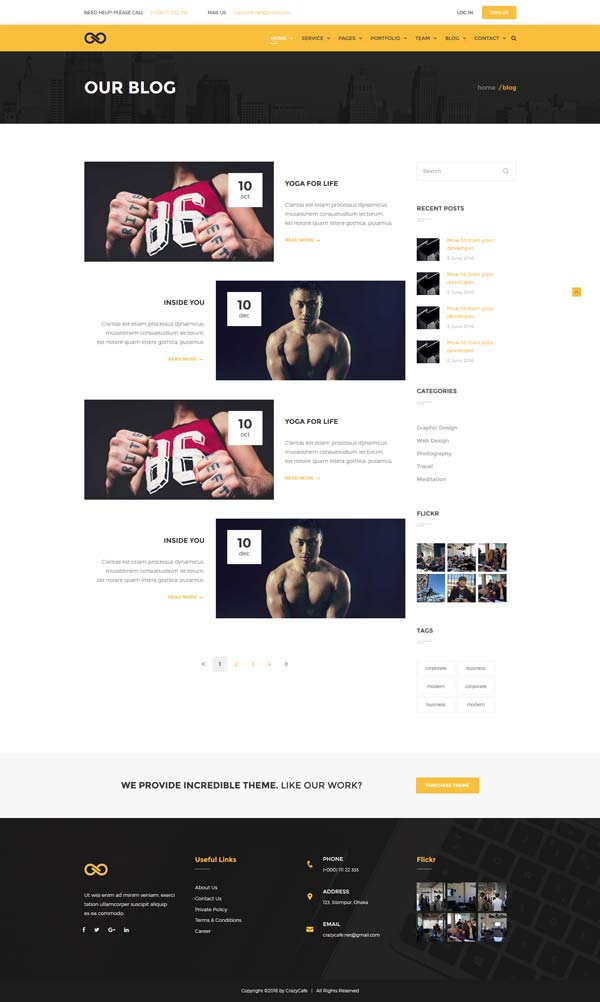 NEED HELP? PLEASE CALL (+000) 11 222 333 MAIL US crazycafe.net@gmail.com LOG IN JOIN US
HOME SERVICE PAGES PORTFOLIO TEAM BLOG CONTACT
OUR BLOG
home / blog
10
oct
YOGA FOR LIFE
Claritas est etiam processus dynamicus,
mutationem consuetudium lectorum.
est notare quam littera gothica, putamus
READ MORE →
INSIDE YOU
Claritas est etiam processus dynamicus,
mutationem consuetudium lectorum.
est notare quam littera gothica, putamus
READ MORE →
10
dec
10
oct
YOGA FOR LIFE
Claritas est etiam processus dynamicus,
mutationem consuetudium lectorum.
est notare quam littera gothica, putamus
READ MORE →
INSIDE YOU
Claritas est etiam processus dynamicus,
mutationem consuetudium lectorum.
est notare quam littera gothica, putamus
READ MORE →
10
dec
« 1 2 3 4 »
Search
RECENT POSTS
How to train your
developer
6 June 2016
How to train your
developer
6 June 2016
How to train your
developer
6 June 2016
How to train your
developer
6 June 2016
CATEGORIES
Graphic Design
Web Design
Photography
Travel
Meditation
FLICKR
TAGS
corporate business
modern corporate
business modern
WE PROVIDE INCREDIBLE THEME. LIKE OUR WORK?
PURCHASE THEME
Ut wisi enim ad minim veniam, exerci
tation ullamcorper suscipit aliquip
ex ea commodo.
Useful Links
About Us
Contact Us
Private Policy
Terms & Conditions
Career
PHONE
(+000) 111 22 333
ADDRESS
123, Sismpur, Dhaka
EMAIL
crazycafe.net@gmail.com
Flickr
Copyright ©2016 by CrazyCafe | All Rights Reserved